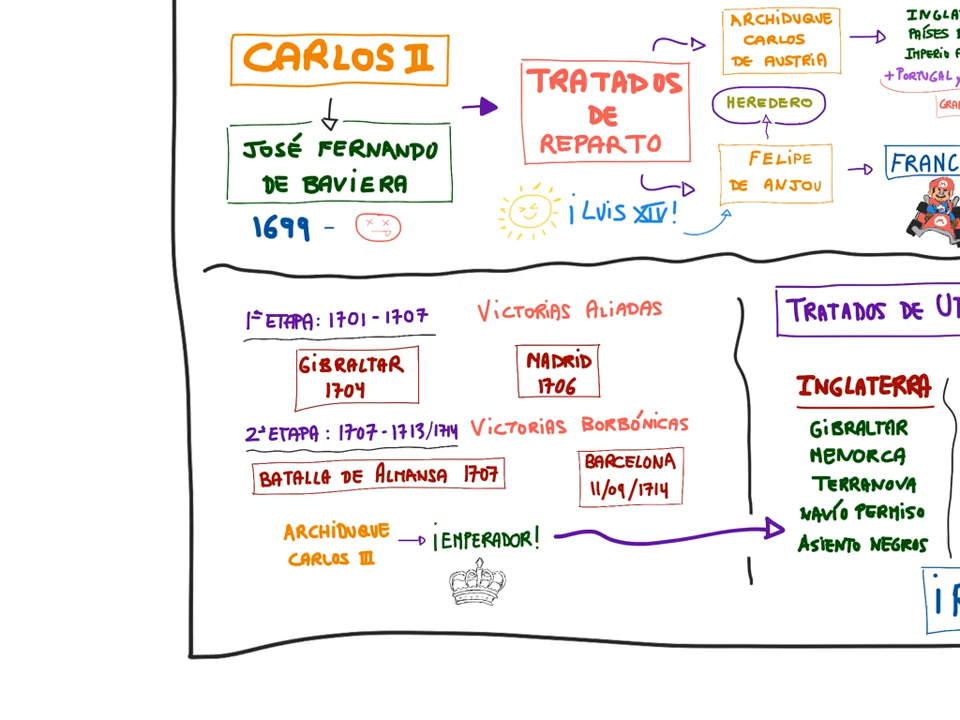 CARLOS II
JOSÉ FERNANDO
DE BAVIERA
1699 -
TRATADOS
DE
REPARTO
¡LUIS XIV!
ARCHIDUQUE
CARLOS
DE AUSTRIA
HEREDERO
FELIPE
DE ANJOU
INGLA
PAÍSES
IMPERIO A
+ PORTUGAL y
GRA
FRANC
1ª ETAPA: 1701 - 1707
VICTORIAS ALIADAS
GIBRALTAR
1704
MADRID
1706
2ª ETAPA: 1707 - 1713/1714
VICTORIAS BORBÓNICAS
BATALLA DE ALMANSA 1707
BARCELONA
11/09/1714
ARCHIDUQUE
CARLOS III
¡EMPERADOR!
TRATADOS DE UT
INGLATERRA
GIBRALTAR
MENORCA
TERRANOVA
NAVÍO PERMISO
ASIENTO NEGROS